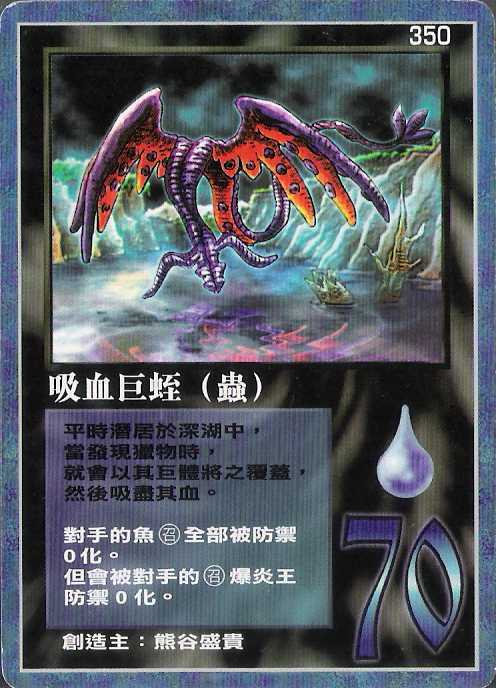 350
吸血巨蛭（蟲）
平時潛居於深湖中，
當發現獵物時，
就會以其巨體將之覆蓋，
然後吸盡其血。
對手的魚㊁全部被防禦
0化。
但會被對手的㊁爆炎王
防禦0化。
創造主：熊谷盛貴
70